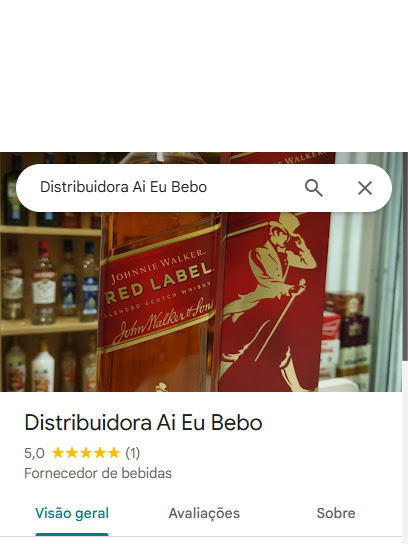 Distribuidora Ai Eu Bebo
JOHNNIE WALKER
JOHNNIE WALKER
RED LABEL
BLENDED SCOTCH WHISKY
John Walker & Sons
Distribuidora Ai Eu Bebo
5,0 ★★★★★ (1)
Fornecedor de bebidas
Visão geral Avaliações Sobre